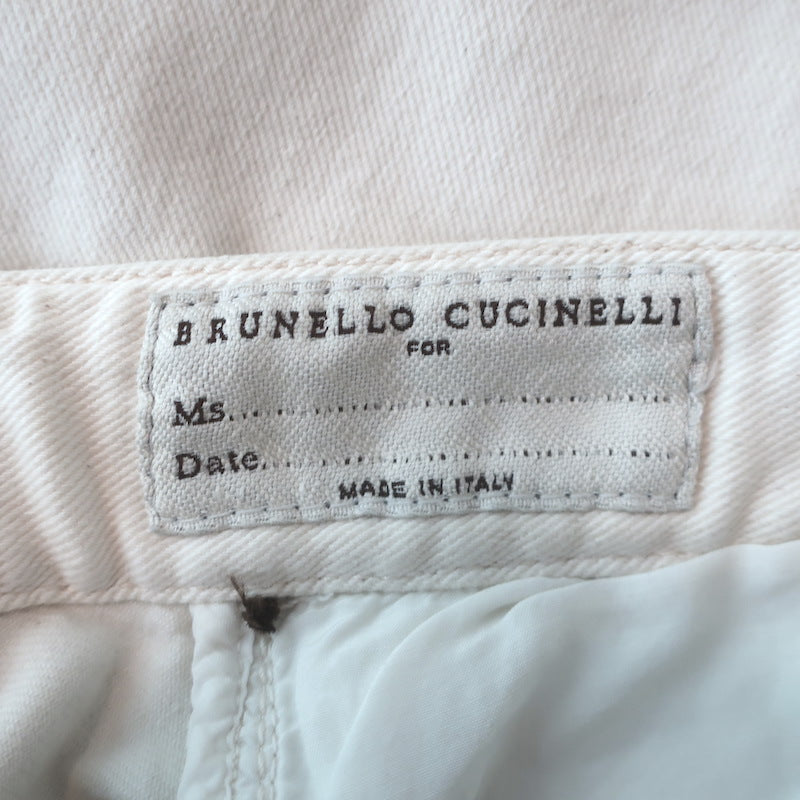 BRUNELLO CUCINELLI
FOR
Ms.......................................................
Date....................................................
MADE IN ITALY